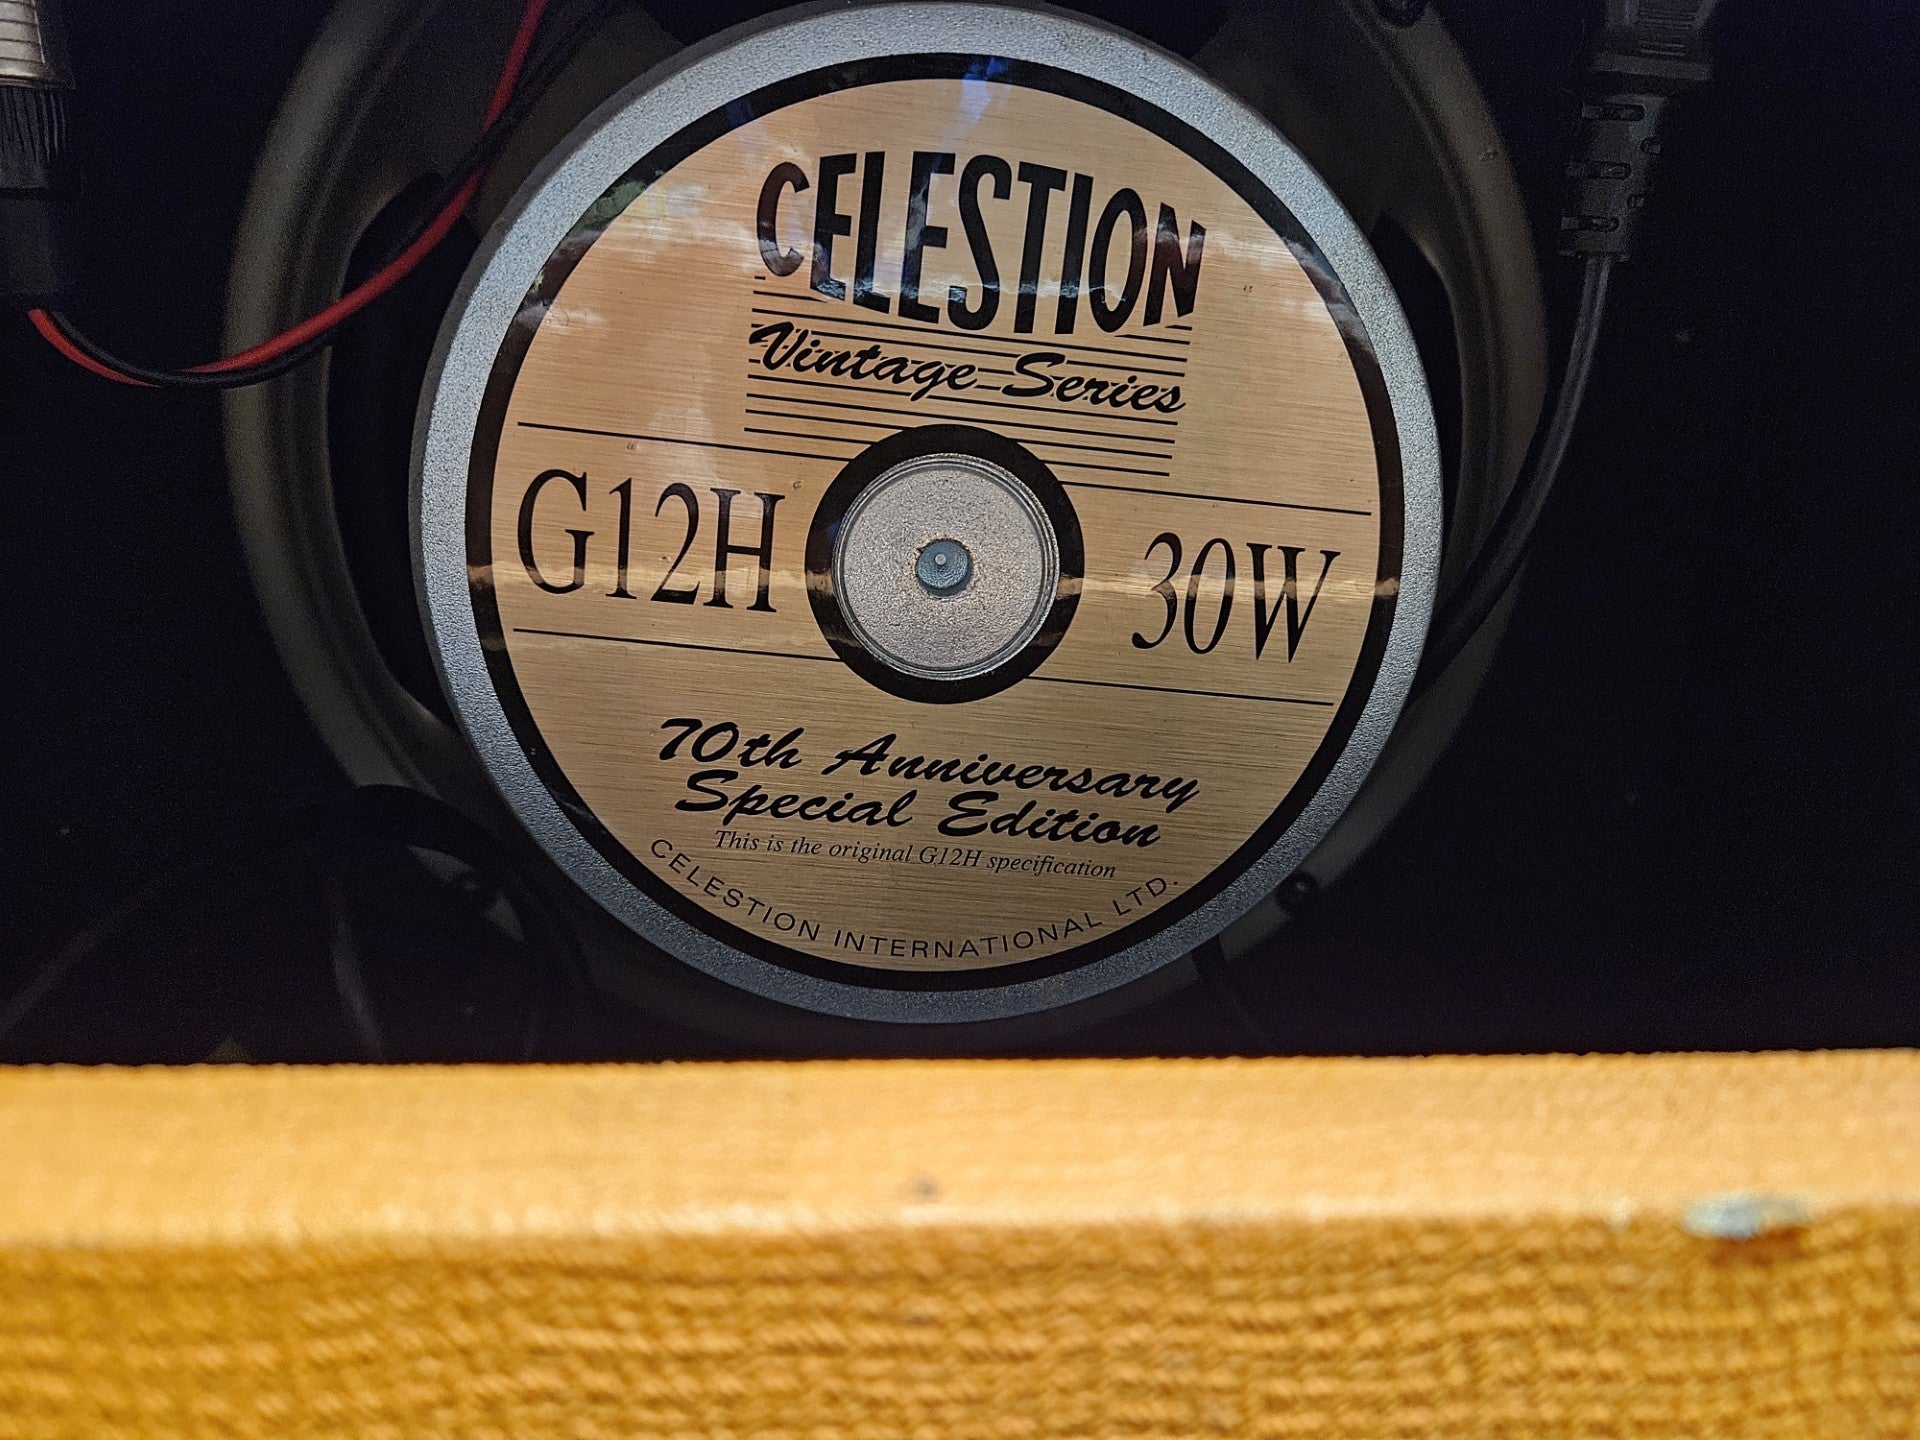 CELESTION
Vintage Series
G12H 30W
70th Anniversary
Special Edition
This is the original G12H specification
CELESTION INTERNATIONAL LTD.